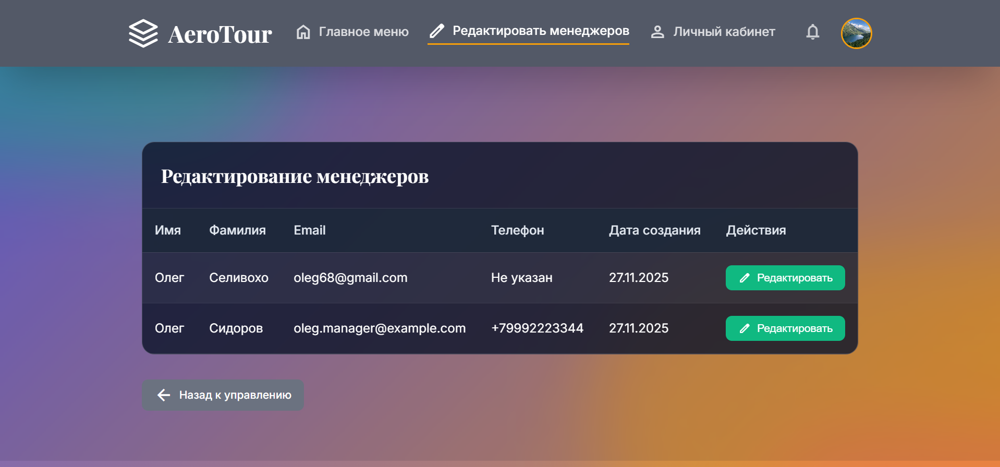 AeroTour Главное меню Редактировать менеджеров Личный кабинет
Редактирование менеджеров
Имя Фамилия Email Телефон Дата создания Действия
Олег Селивохо oleg68@gmail.com Не указан 27.11.2025 Редактировать
Олег Сидоров oleg.manager@example.com +79992223344 27.11.2025 Редактировать
Назад к управлению